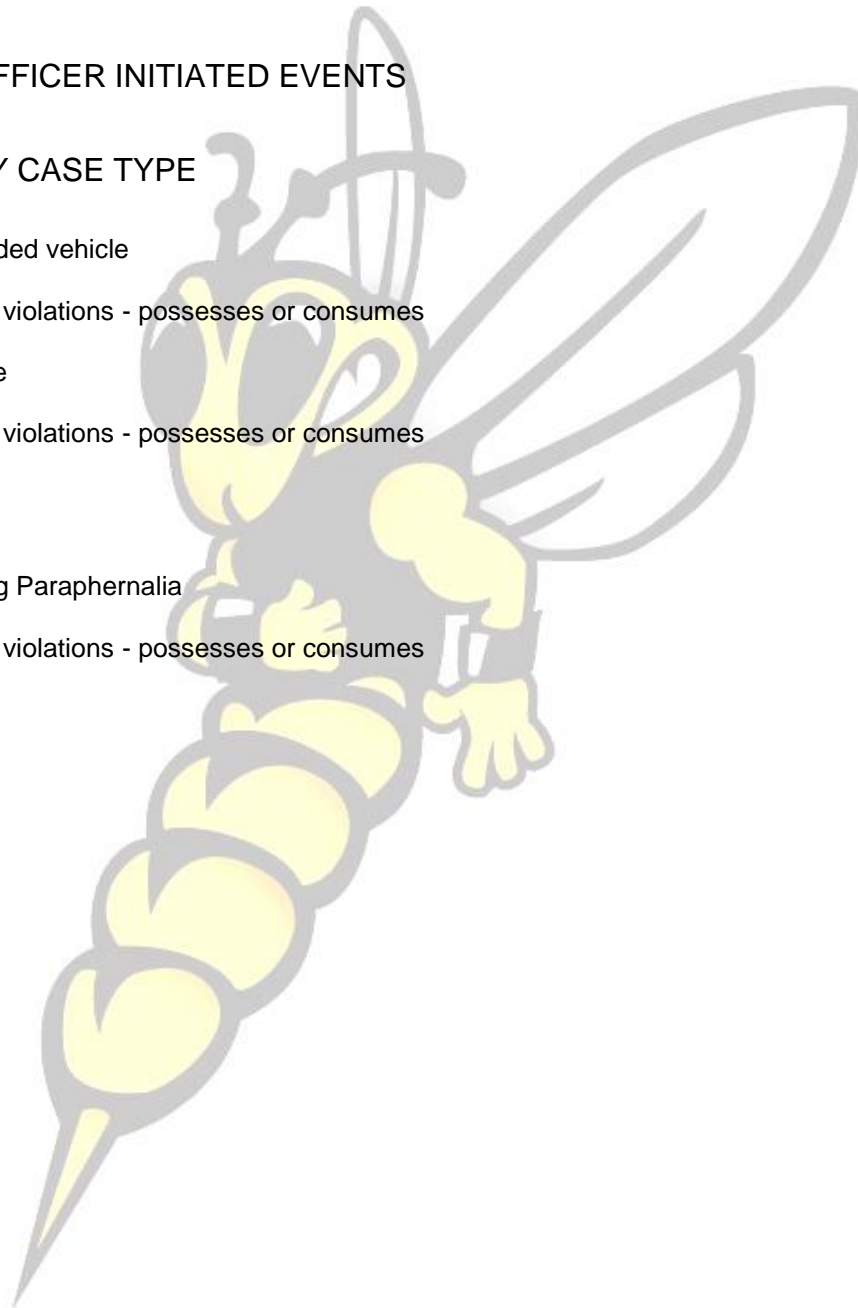 FFICER INITIATED EVENTS
Y CASE TYPE
ded vehicle
violations - possesses or consumes
e
violations - possesses or consumes
g Paraphernalia
violations - possesses or consumes